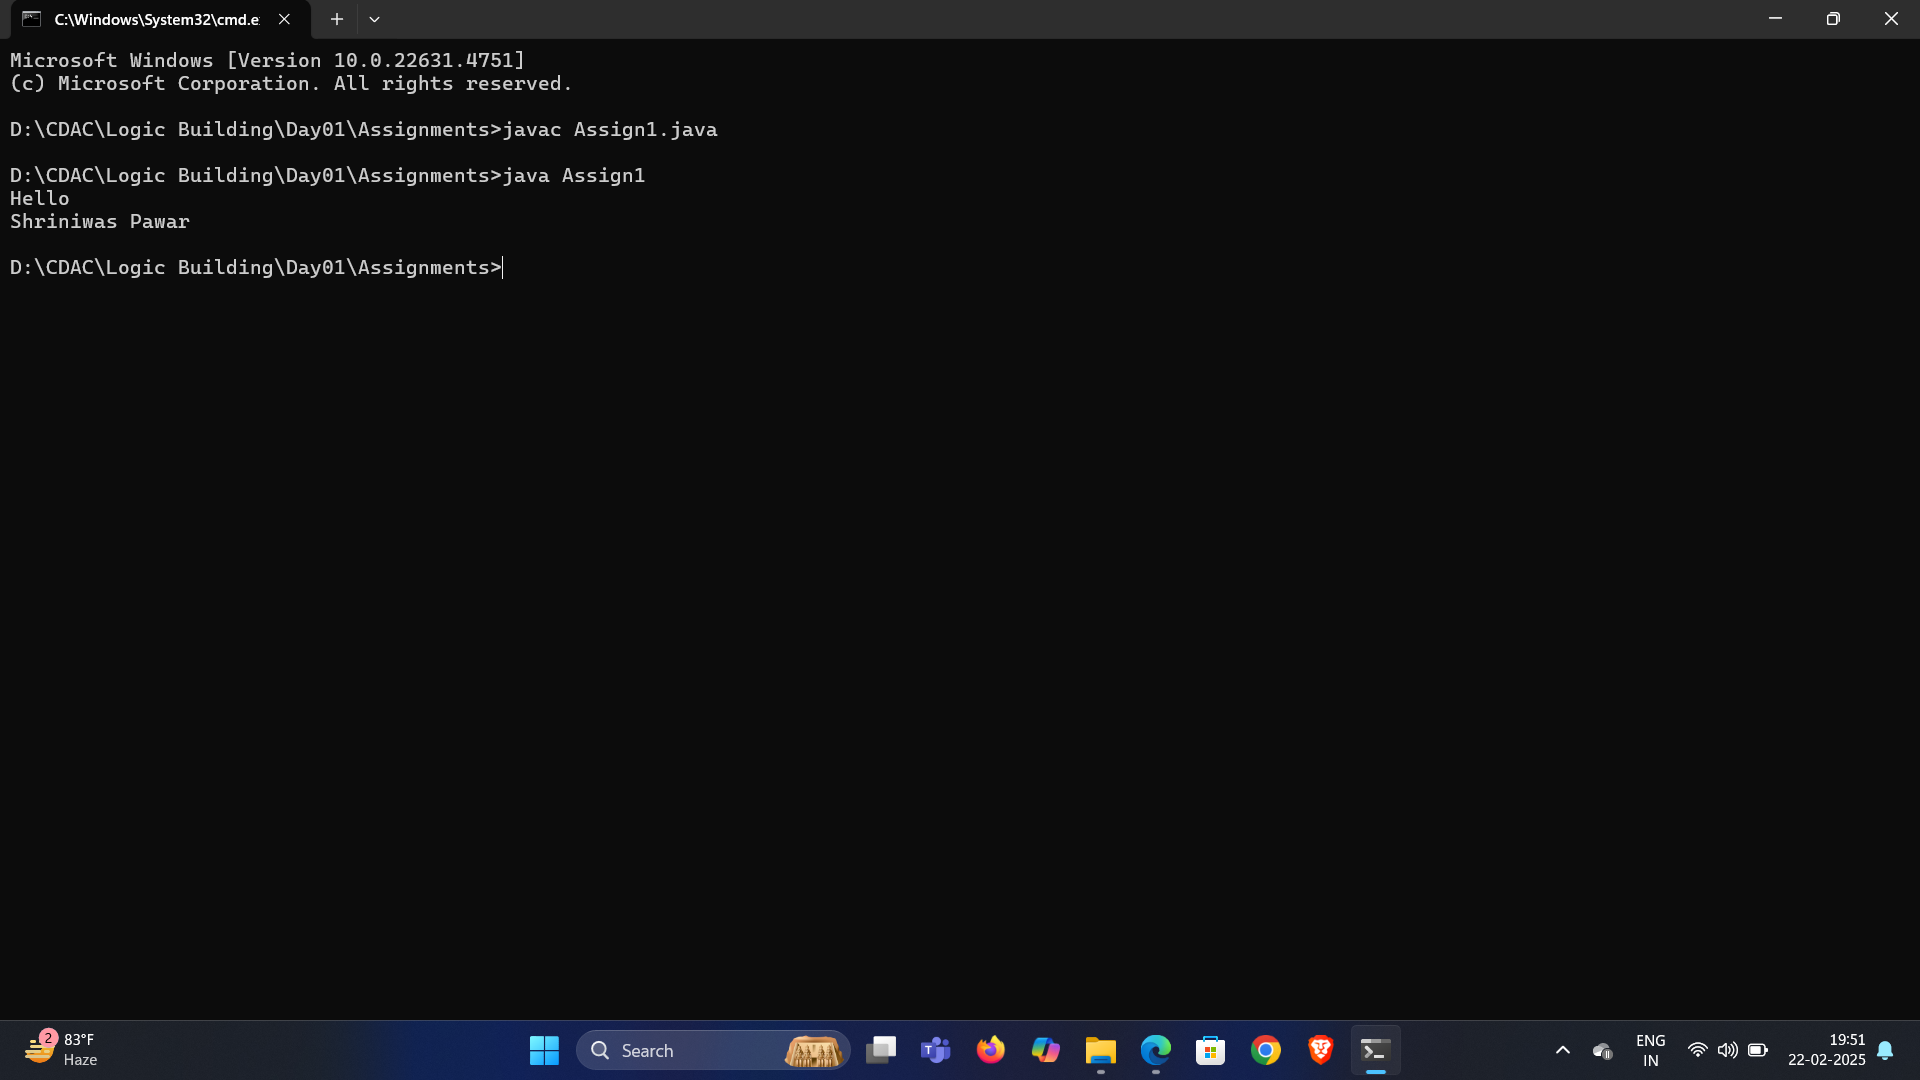 C:\Windows\System32\cmd.e
Microsoft Windows [Version 10.0.22631.4751]
(c) Microsoft Corporation. All rights reserved.
D:\CDAC\Logic Building\Day01\Assignments>javac Assign1.java
D:\CDAC\Logic Building\Day01\Assignments>java Assign1
Hello
Shriniwas Pawar
D:\CDAC\Logic Building\Day01\Assignments>
2
83°F
Haze
Search
ENG
IN
19:51
22-02-2025